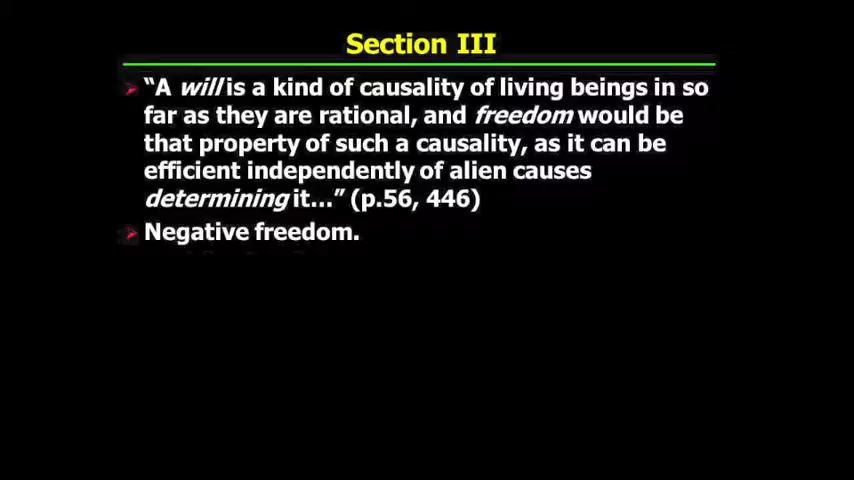 Section III
“A will is a kind of causality of living beings in so
far as they are rational, and freedom would be
that property of such a causality, as it can be
efficient independently of alien causes
determining it...” (p.56, 446)
Negative freedom.